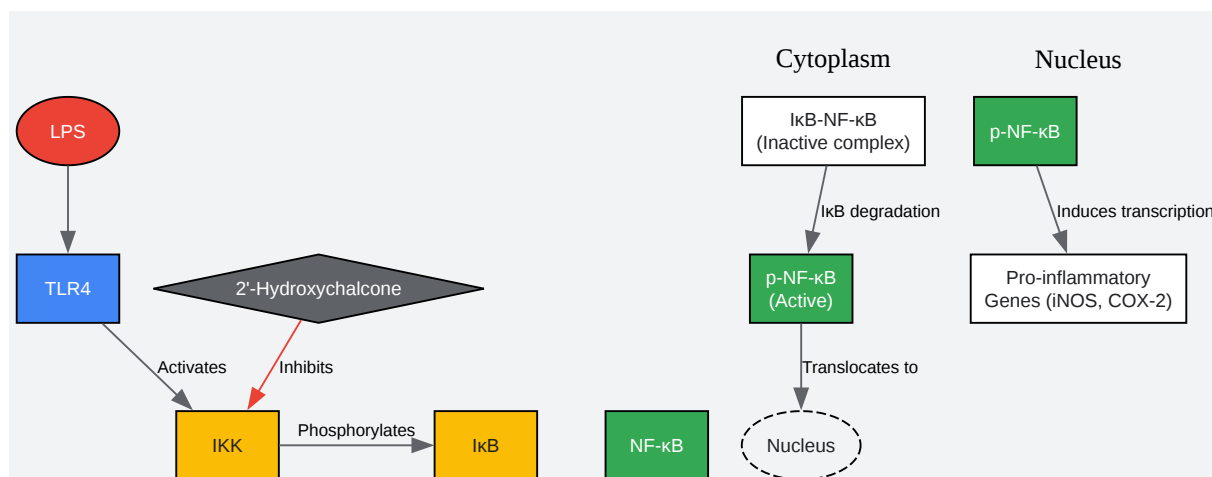 Cytoplasm
Nucleus
LPS
IκB-NF-κB
(Inactive complex)
p-NF-κB
IκB degradation
Induces transcription
TLR4
2'-Hydroxychalcone
p-NF-κB
(Active)
Pro-inflammatory
Genes (iNOS, COX-2)
Activates
Inhibits
Translocates to
IKK
Phosphorylates
IκB
NF-κB
Nucleus